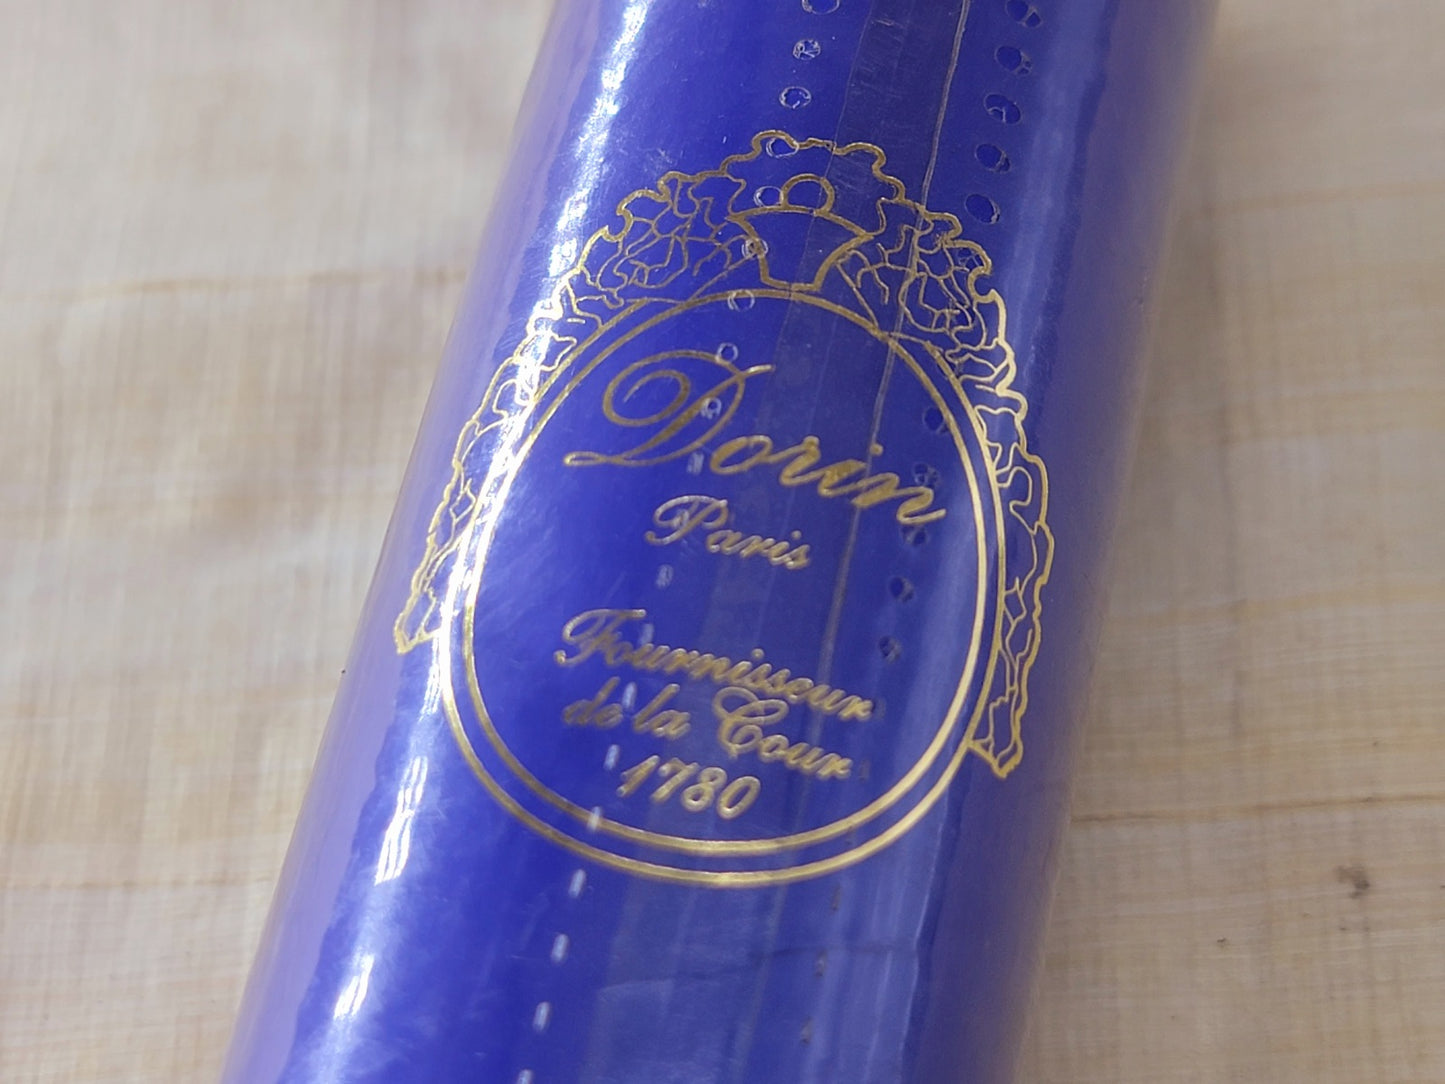 Dorin
Paris
Fournisseur
de la Cour
1780